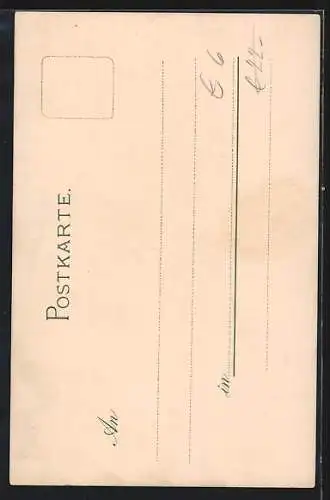 POSTKARTE.
An
in
€ 6
€ 22.-